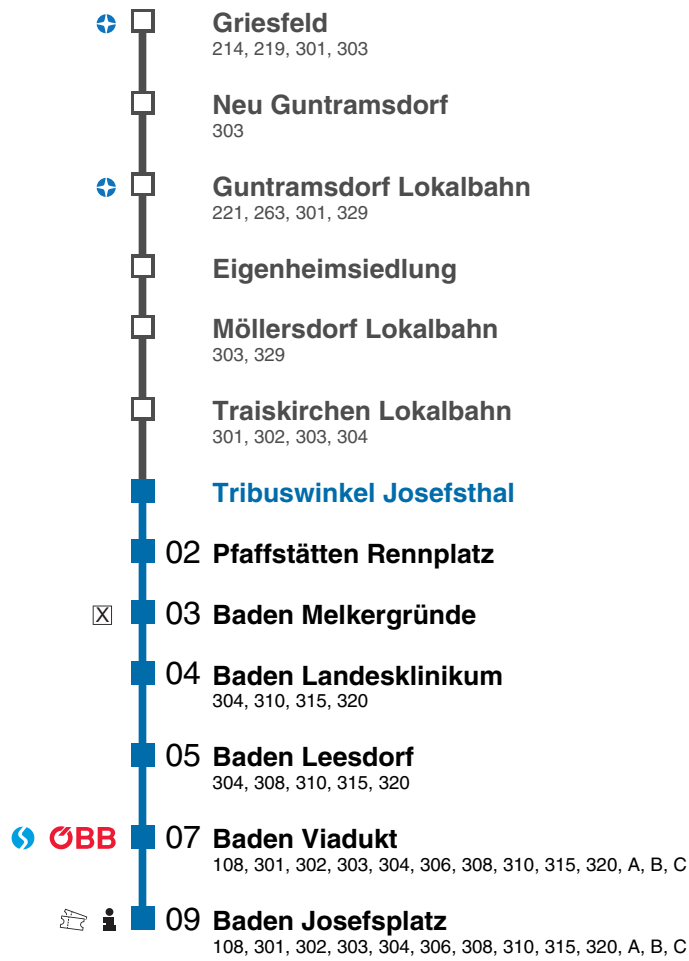 Griesfeld
214, 219, 301, 303
Neu Guntramsdorf
303
Guntramsdorf Lokalbahn
221, 263, 301, 329
Eigenheimsiedlung
Möllersdorf Lokalbahn
303, 329
Traiskirchen Lokalbahn
301, 302, 303, 304
Tribuswinkel Josefsthal
02 Pfaffstätten Rennplatz
X 03 Baden Melkergründe
04 Baden Landesklinikum
304, 310, 315, 320
05 Baden Leesdorf
304, 308, 310, 315, 320
ÖBB 07 Baden Viadukt
108, 301, 302, 303, 304, 306, 308, 310, 315, 320, A, B, C
i 09 Baden Josefsplatz
108, 301, 302, 303, 304, 306, 308, 310, 315, 320, A, B, C